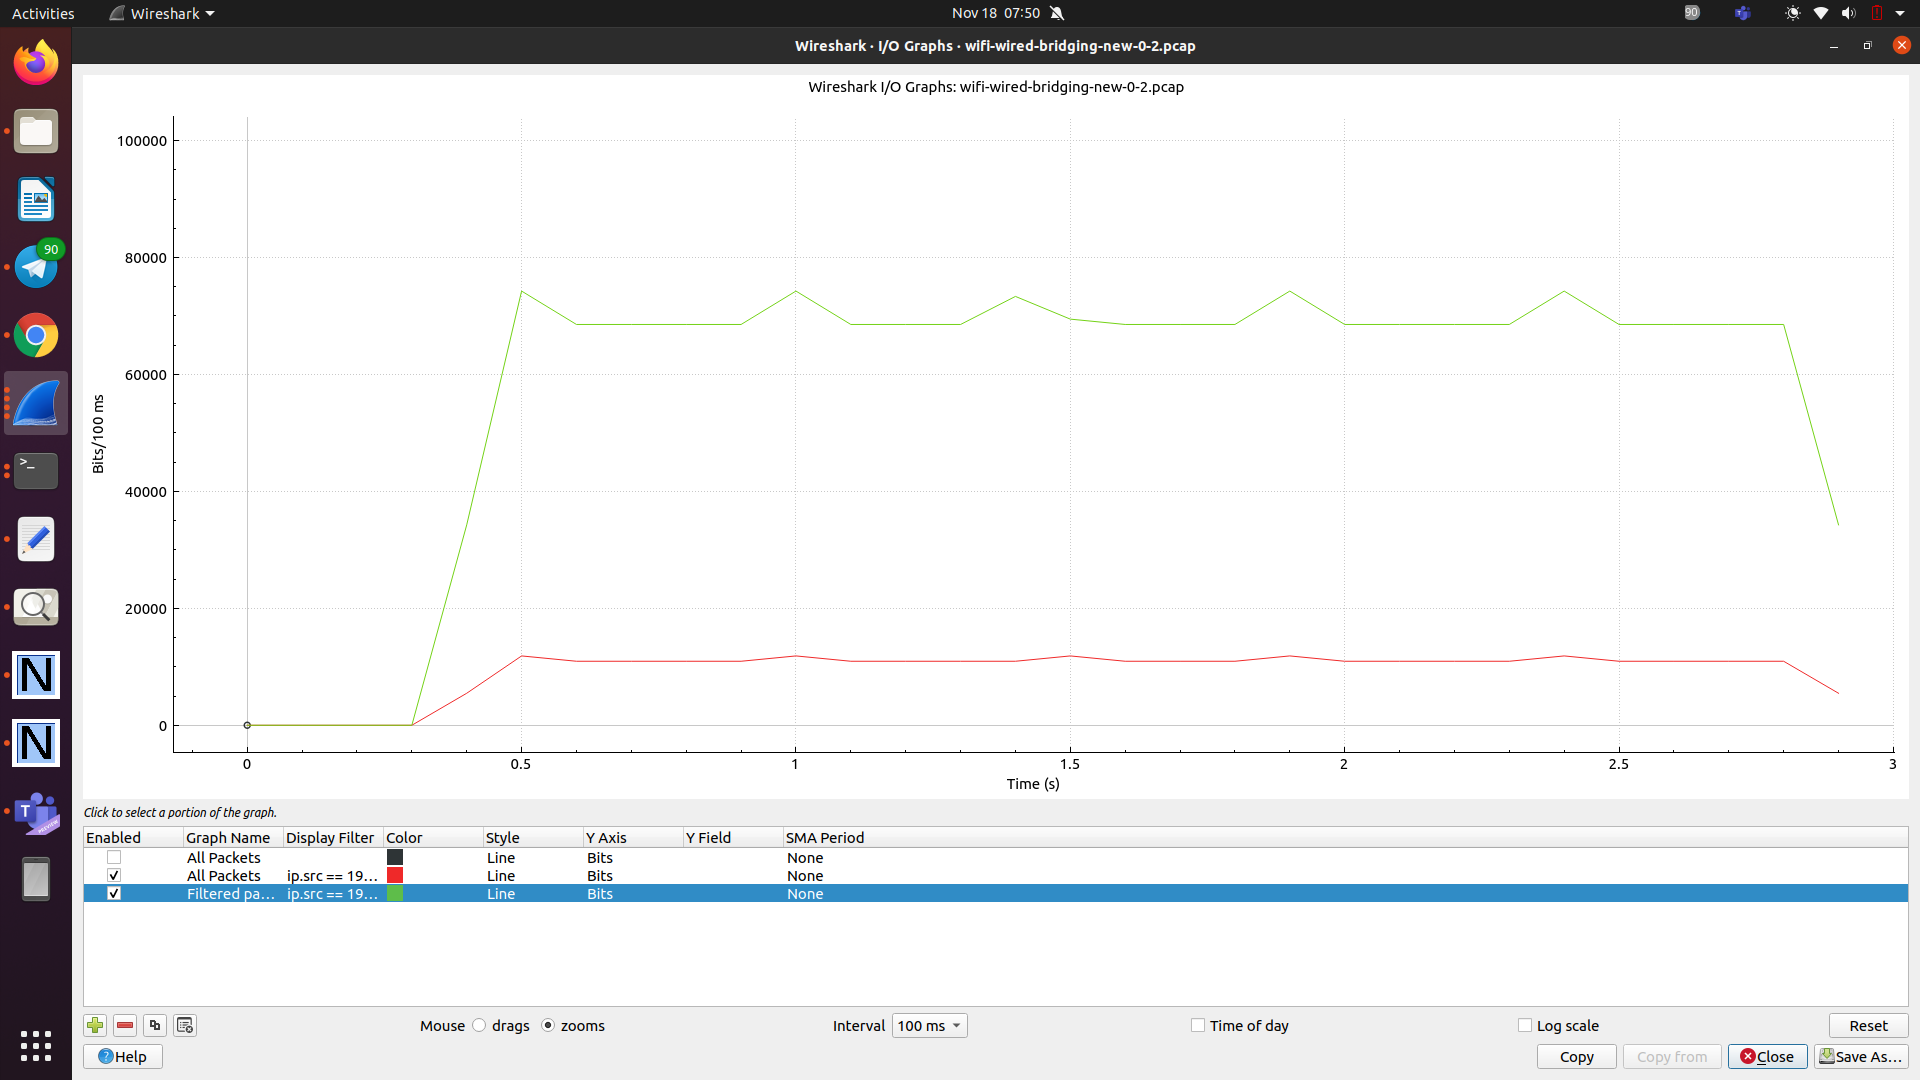 Activities
Wireshark
Nov 18 07:50
90
Wireshark · I/O Graphs · wifi-wired-bridging-new-0-2.pcap
Wireshark I/O Graphs: wifi-wired-bridging-new-0-2.pcap
100000
80000
60000
40000
20000
0
Bits/100 ms
0 0.5 1 1.5 2 2.5 3
Time (s)
90
>_
N
N
T
PREVIEW
Click to select a portion of the graph.
Enabled Graph Name Display Filter Color Style Y Axis Y Field SMA Period
All Packets Line Bits None
All Packets ip.src == 19… Line Bits None
Filtered pa… ip.src == 19… Line Bits None
Mouse drags zooms Interval 100 ms Time of day Log scale Reset
Help Copy Copy from Close Save As…